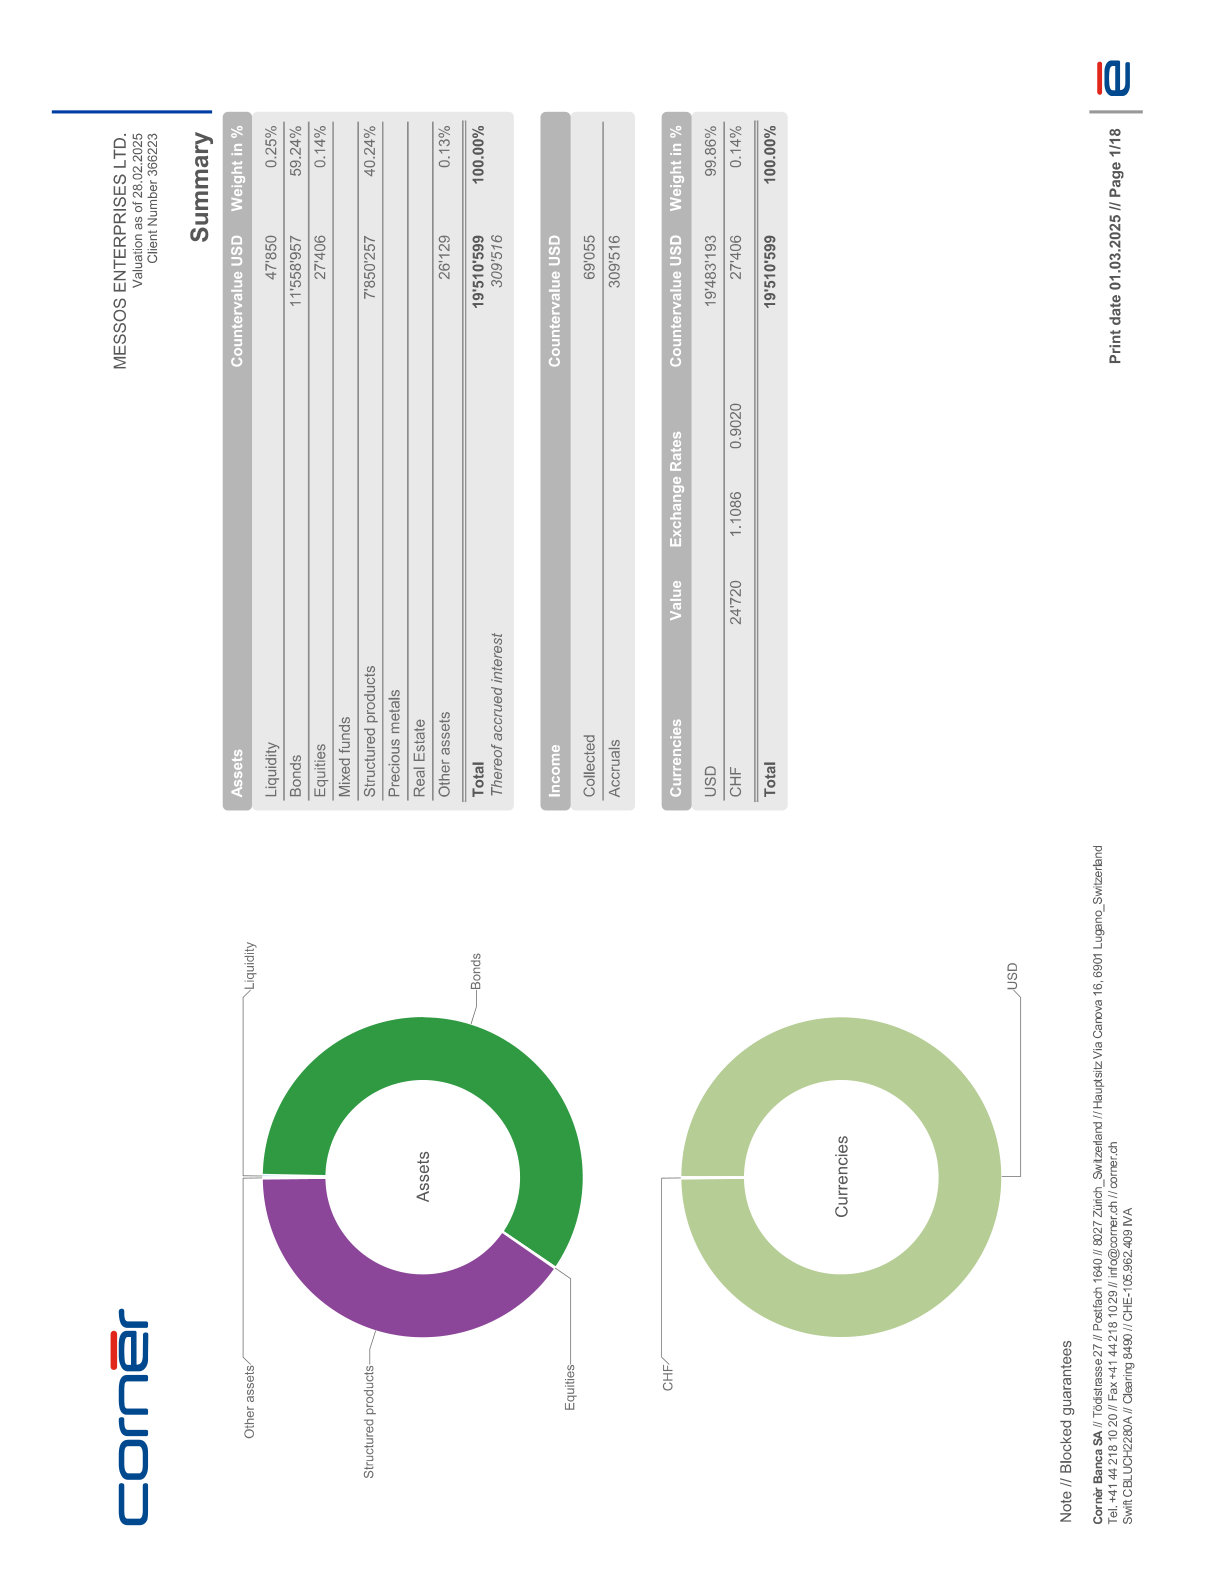 cornèr
MESSOS ENTERPRISES LTD.
Valuation as of 28.02.2025
Client Number 366223
Summary
Assets Countervalue USD Weight in %
Liquidity 47'850 0.25%
Bonds 11'558'957 59.24%
Equities 27'406 0.14%
Mixed funds
Structured products 7'850'257 40.24%
Precious metals
Real Estate
Other assets 26'129 0.13%
Total 19'510'599 100.00%
Thereof accrued interest 309'516
Income Countervalue USD
Collected 69'055
Accruals 309'516
Currencies Value Exchange Rates Countervalue USD Weight in %
USD 19'483'193 99.86%
CHF 24'720 1.1086 0.9020 27'406 0.14%
Total 19'510'599 100.00%
Other assets
Liquidity
Structured products
Assets
Bonds
Equities
CHF
Currencies
USD
Note // Blocked guarantees
Cornèr Banca SA // Tödistrasse 27 // Postfach 1640 // 8027 Zürich_Switzerland // Hauptsitz Via Canova 16, 6901 Lugano_Switzerland
Tel. +41 44 218 10 20 // Fax +41 44 218 10 29 // info@corner.ch // corner.ch
Swift CBLUCH2280A // Clearing 8490 // CHE-105.962.409 IVA
Print date 01.03.2025 // Page 1/18
è